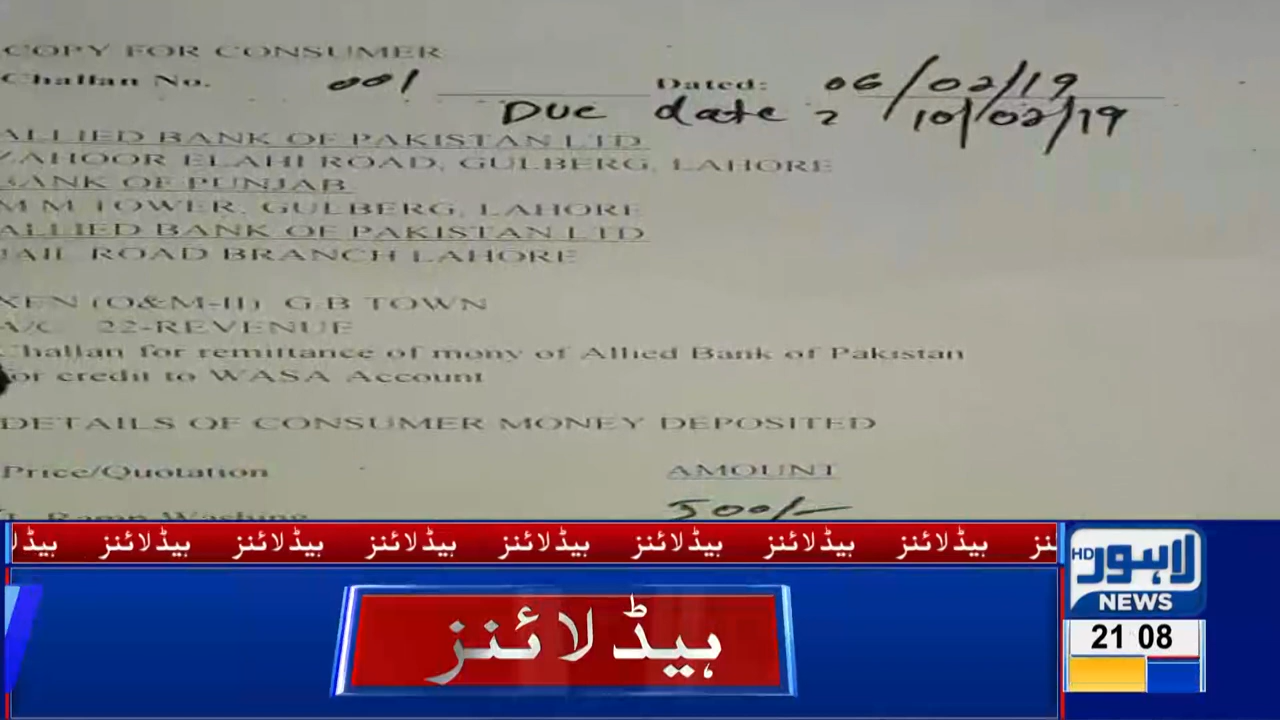 COPY FOR CONSUMER
Challan No. 001 Dated: 06/02/19
Due date: 10/02/19
ALLIED BANK OF PAKISTAN LTD
ZAHOOR ELAHI ROAD, GULBERG, LAHORE
BANK OF PUNJAB
M M TOWER, GULBERG, LAHORE
ALLIED BANK OF PAKISTAN LTD
JAIL ROAD BRANCH LAHORE
XEN (O&M-II) G.B TOWN
A/C 22-REVENUE
Challan for remittance of mony of Allied Bank of Pakistan
or credit to WASA Account
DETAILS OF CONSUMER MONEY DEPOSITED
Price/Quotation AMOUNT
1. Ramp Washing 500/-
ہیڈلائنز ہیڈلائنز ہیڈلائنز ہیڈلائنز ہیڈلائنز ہیڈلائنز ہیڈلائنز
ہیڈلائنز
لاہور HD
NEWS
21 08